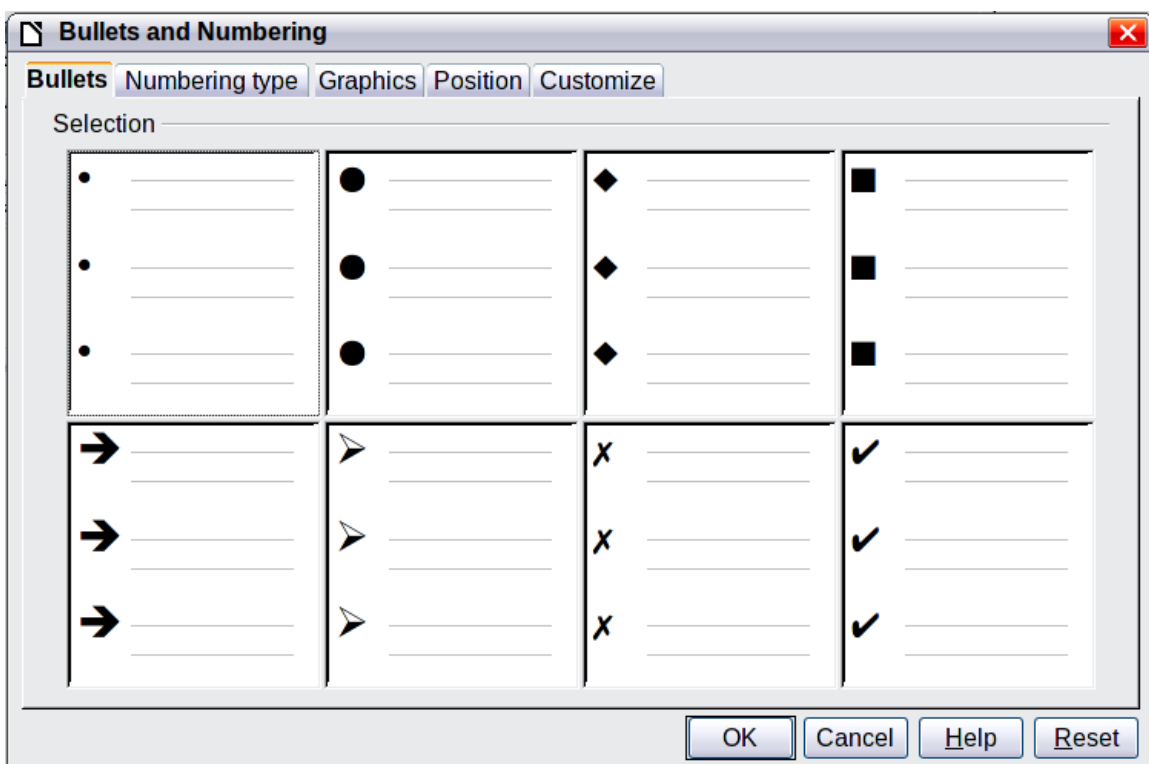 Bullets and Numbering
Bullets Numbering type Graphics Position Customize
Selection
OK Cancel Help Reset